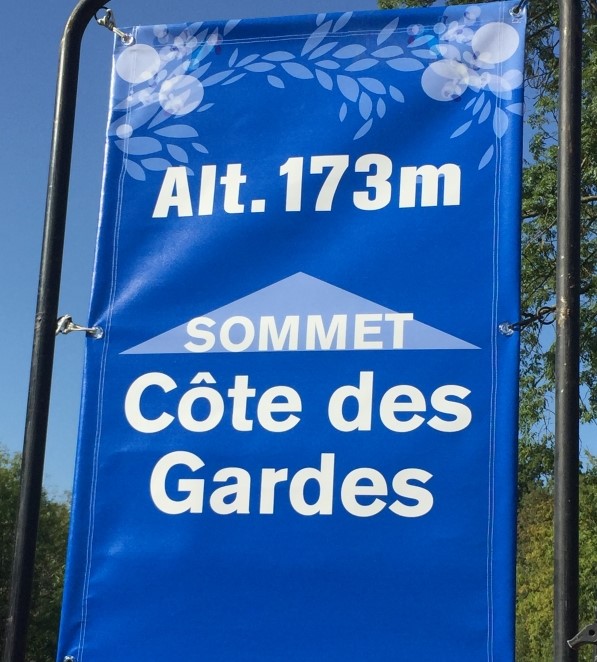 Alt. 173m
SOMMET
Côte des
Gardes